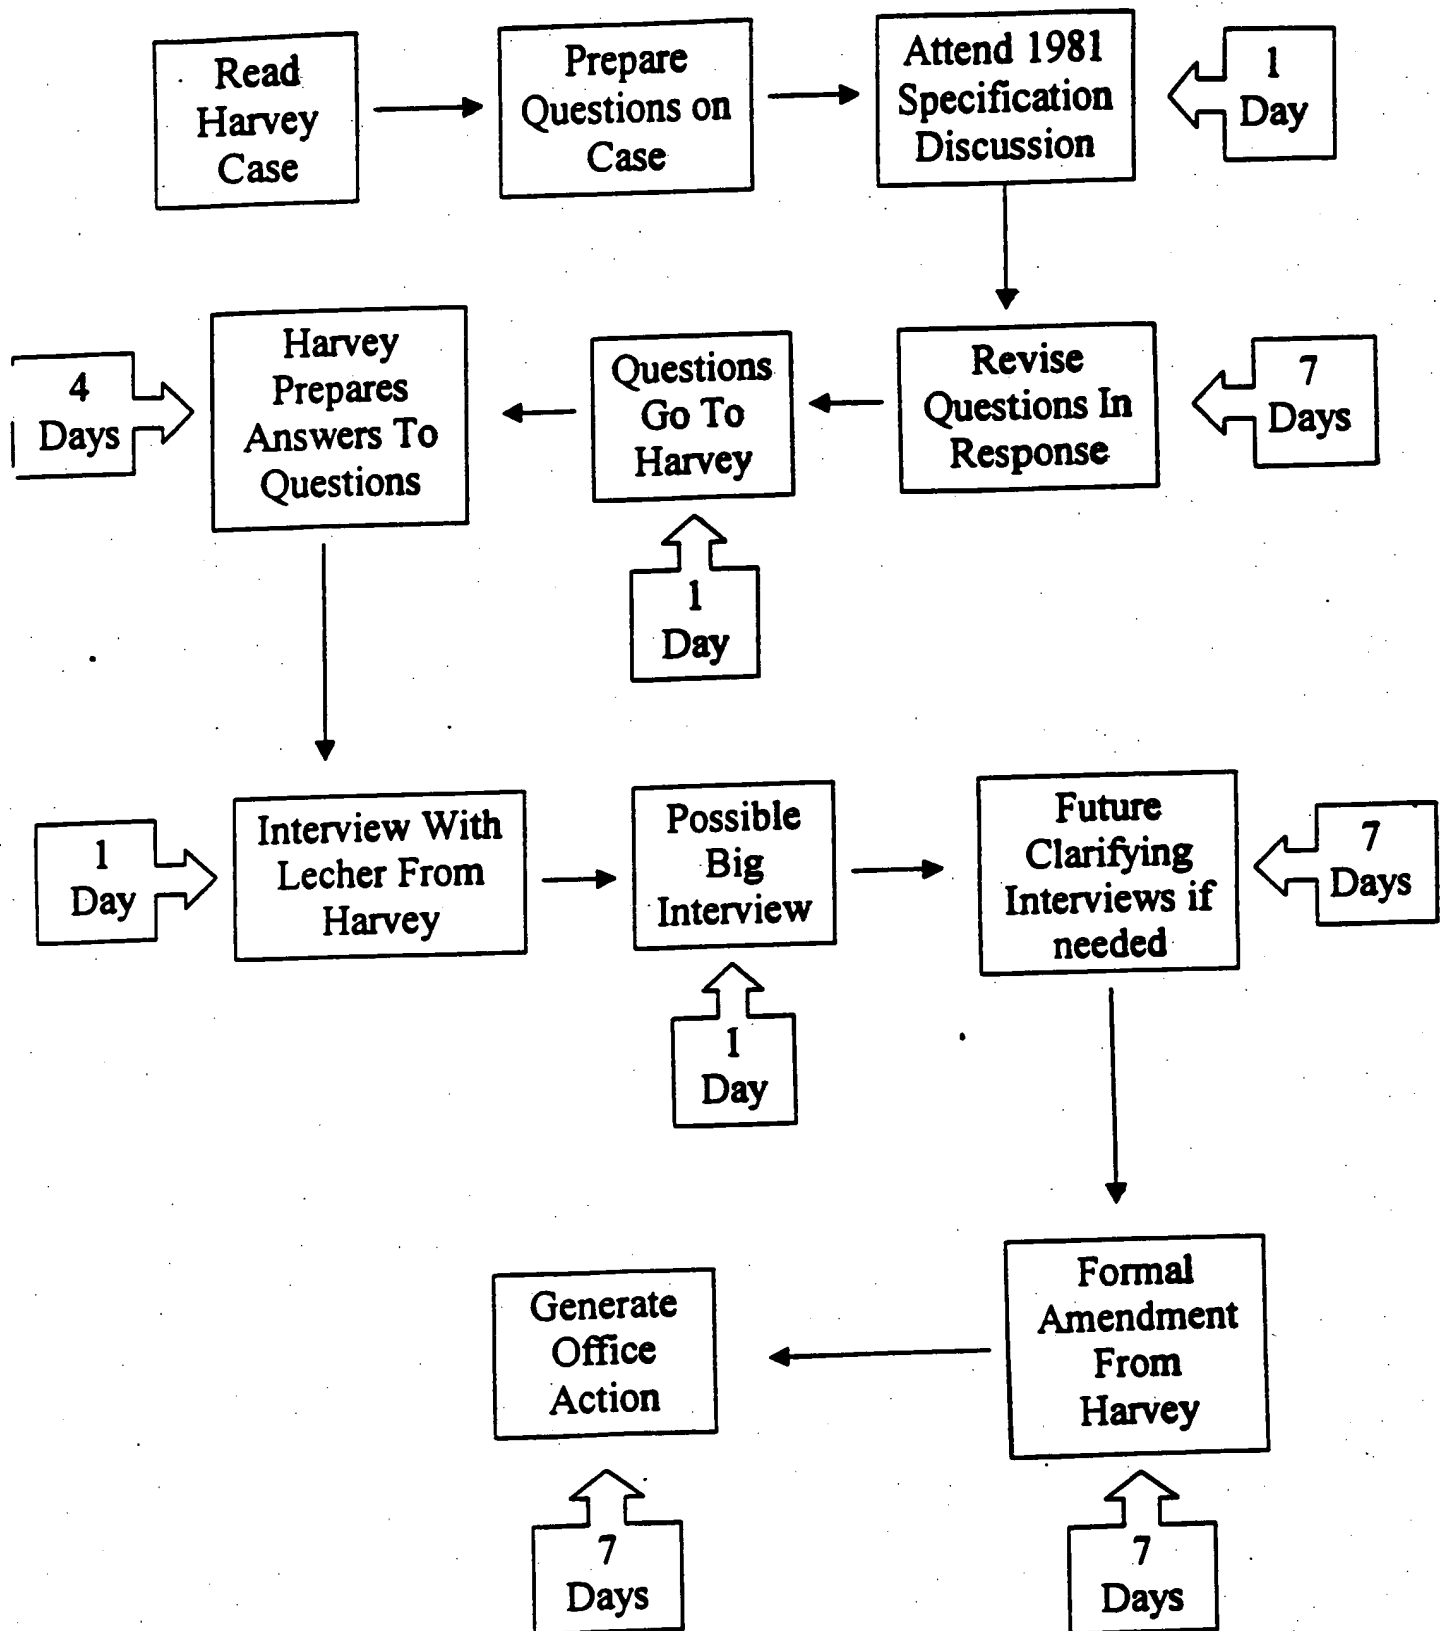 Read
Harvey
Case
Prepare
Questions on
Case
Attend 1981
Specification
Discussion
1
Day
Revise
Questions In
Response
7
Days
Questions
Go To
Harvey
1
Day
Harvey
Prepares
Answers To
Questions
4
Days
Interview With
Lecher From
Harvey
1
Day
Possible
Big
Interview
1
Day
Future
Clarifying
Interviews if
needed
7
Days
Formal
Amendment
From
Harvey
7
Days
Generate
Office
Action
7
Days